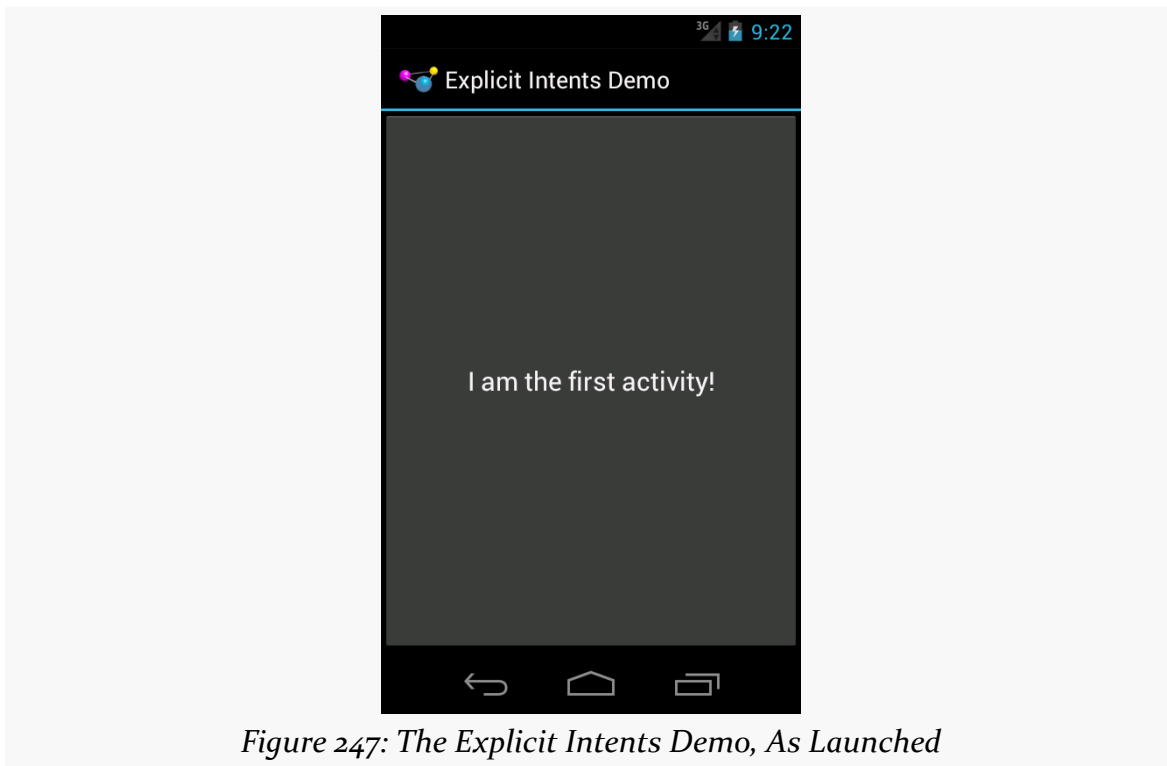 3G 9:22
Explicit Intents Demo
I am the first activity!
Figure 247: The Explicit Intents Demo, As Launched